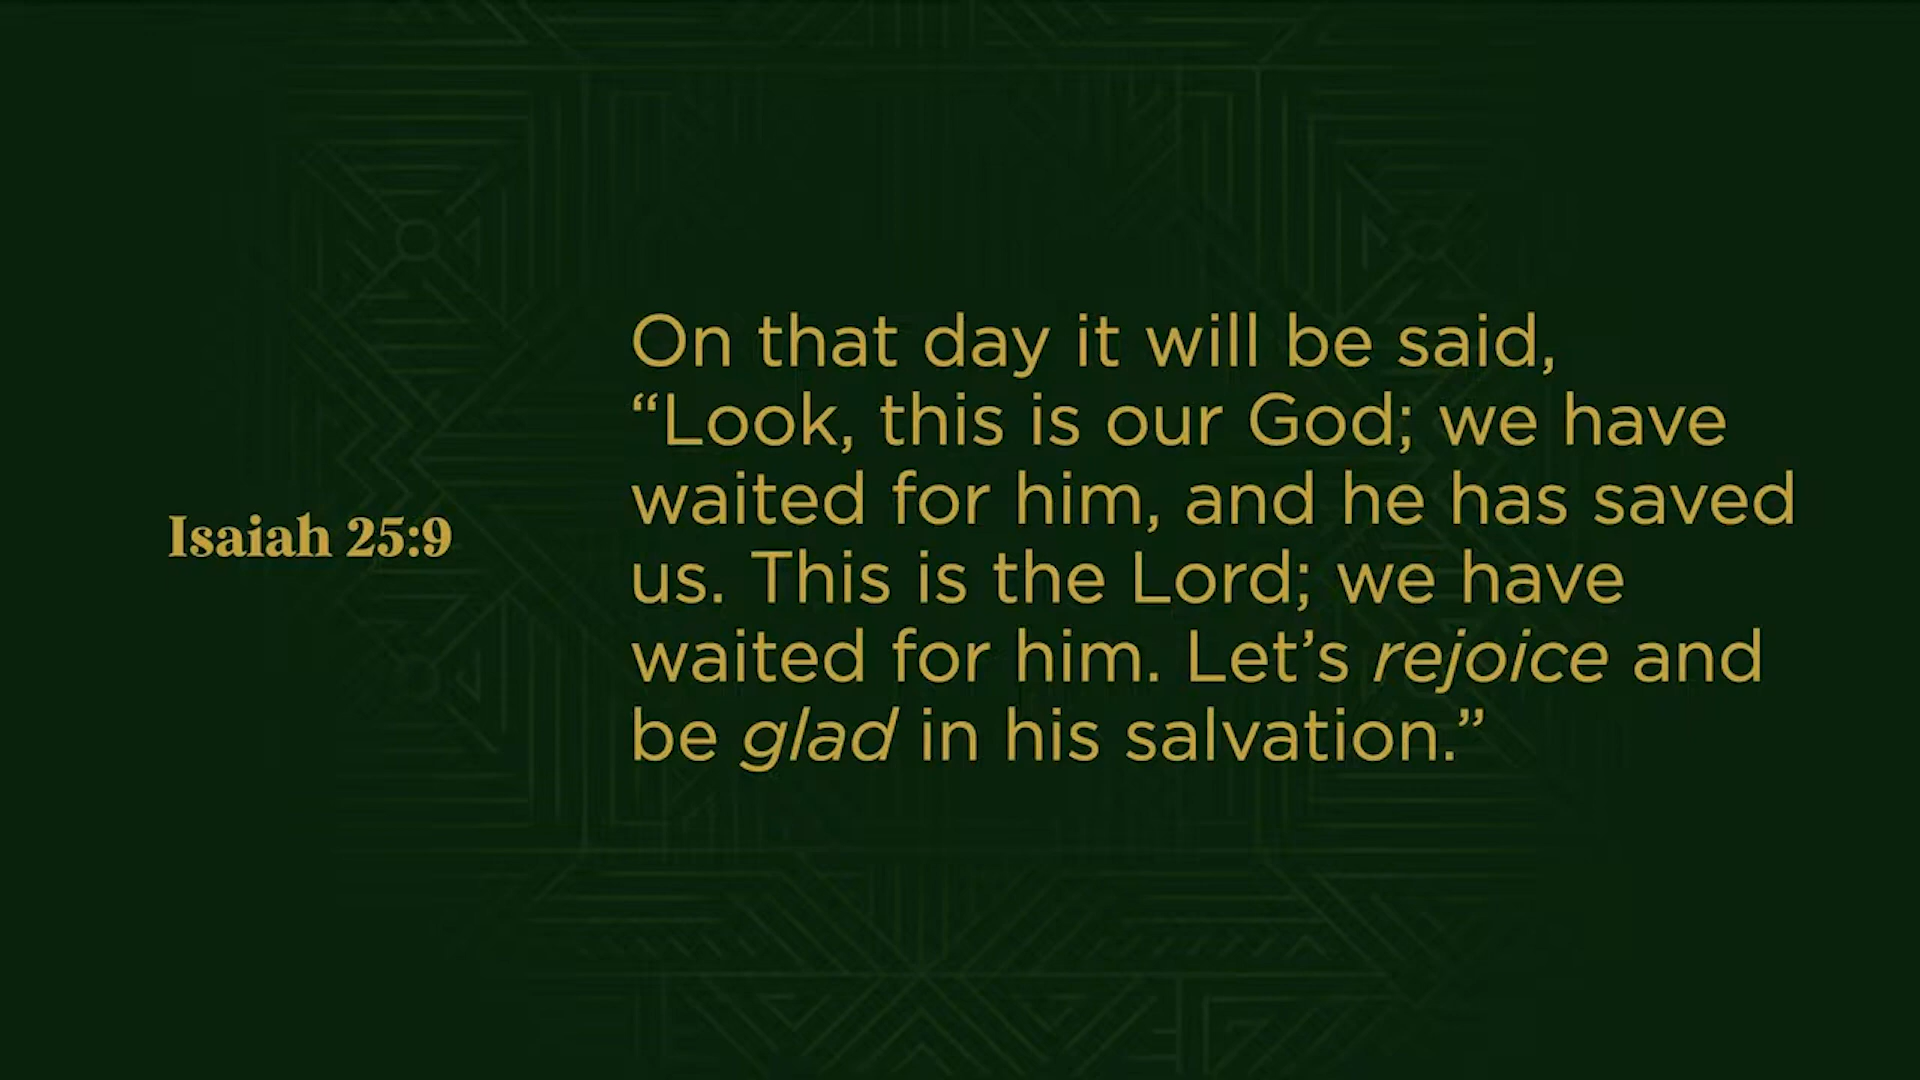 Isaiah 25:9
On that day it will be said,
“Look, this is our God; we have
waited for him, and he has saved
us. This is the Lord; we have
waited for him. Let’s rejoice and
be glad in his salvation.”